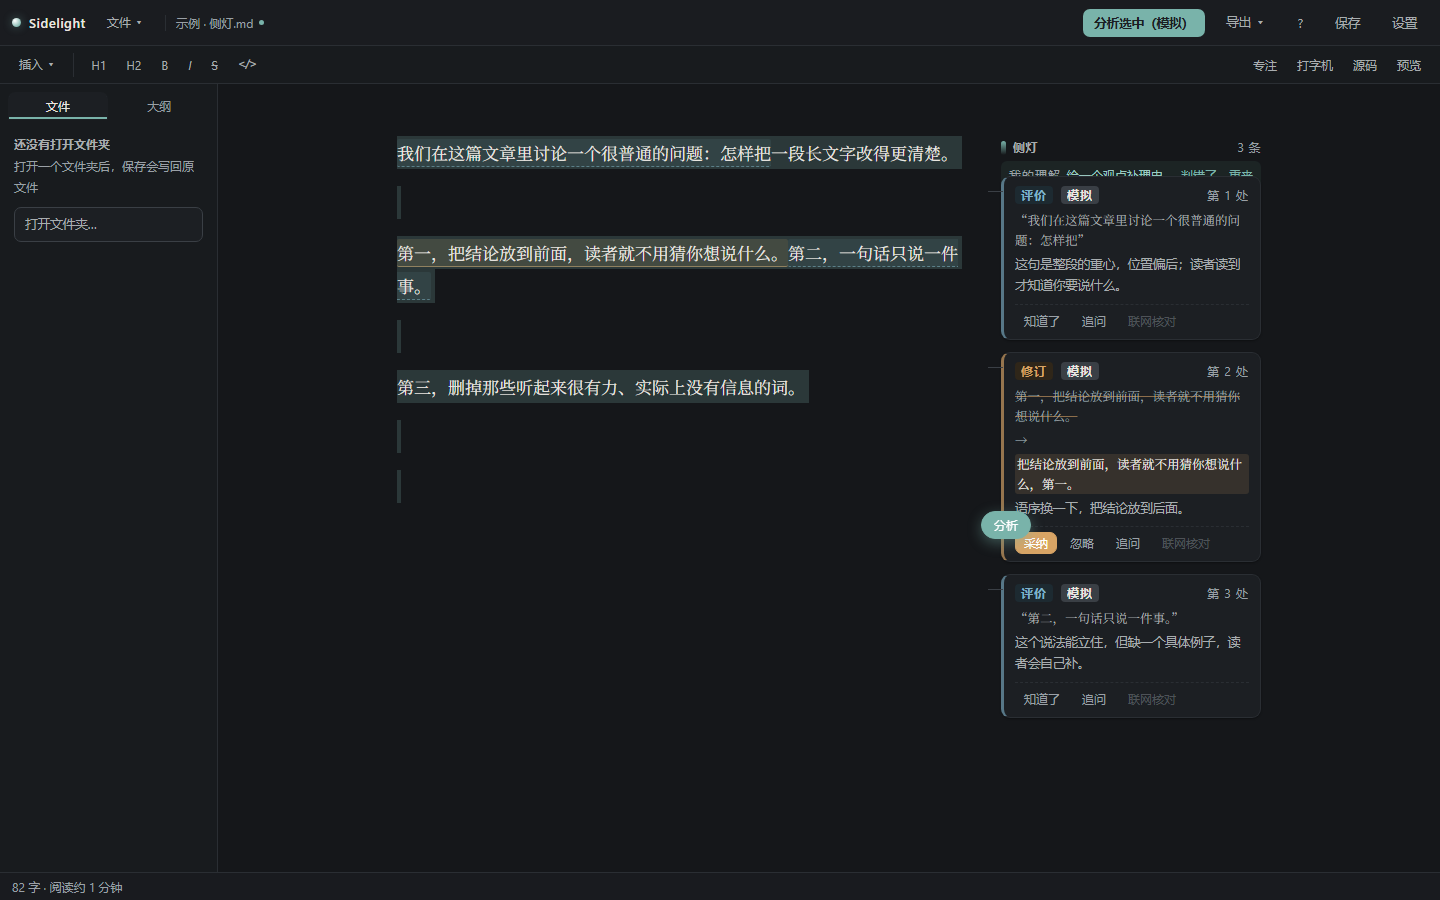 Sidelight 文件 示例 · 侧灯.md 分析选中（模拟） 导出 ? 保存 设置
插入 H1 H2 B I S </> 专注 打字机 源码 预览
文件 大纲
还没有打开文件夹
打开一个文件夹后，保存会写回原
文件
打开文件夹...
我们在这篇文章里讨论一个很普通的问题：怎样把一段长文字改得更清楚。
第一，把结论放到前面，读者就不用猜你想说什么。第二，一句话只说一件
事。
第三，删掉那些听起来很有力、实际上没有信息的词。
侧灯 3 条
我的理解 给一个观点处理由 判错了，重来
评价 模拟 第 1 处
“我们在这篇文章里讨论一个很普通的问
题：怎样把”
这句是整段的重心，位置偏后；读者读到
才知道你要说什么。
知道了 追问 联网核对
修订 模拟 第 2 处
第一，把结论放到前面，读者就不用猜你
想说什么。
→
把结论放到前面，读者就不用猜你想说什
么，第一。
语序换一下，把结论放到后面。
分析
采纳 忽略 追问 联网核对
评价 模拟 第 3 处
“第二，一句话只说一件事。”
这个说法能立住，但缺一个具体例子，读
者会自己补。
知道了 追问 联网核对
82 字 · 阅读约 1 分钟